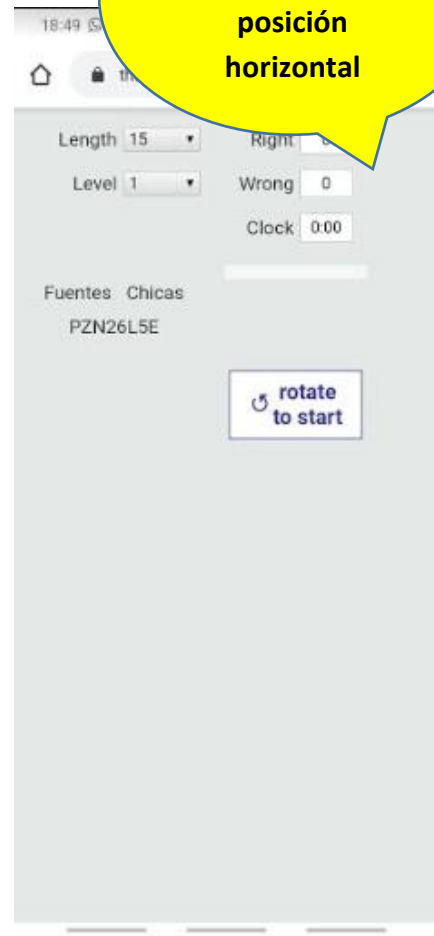 posición
horizontal
18:49
Length 15 Right
Level 1 Wrong 0
Clock 0:00
Fuentes Chicas
PZN26L5E
rotate
to start